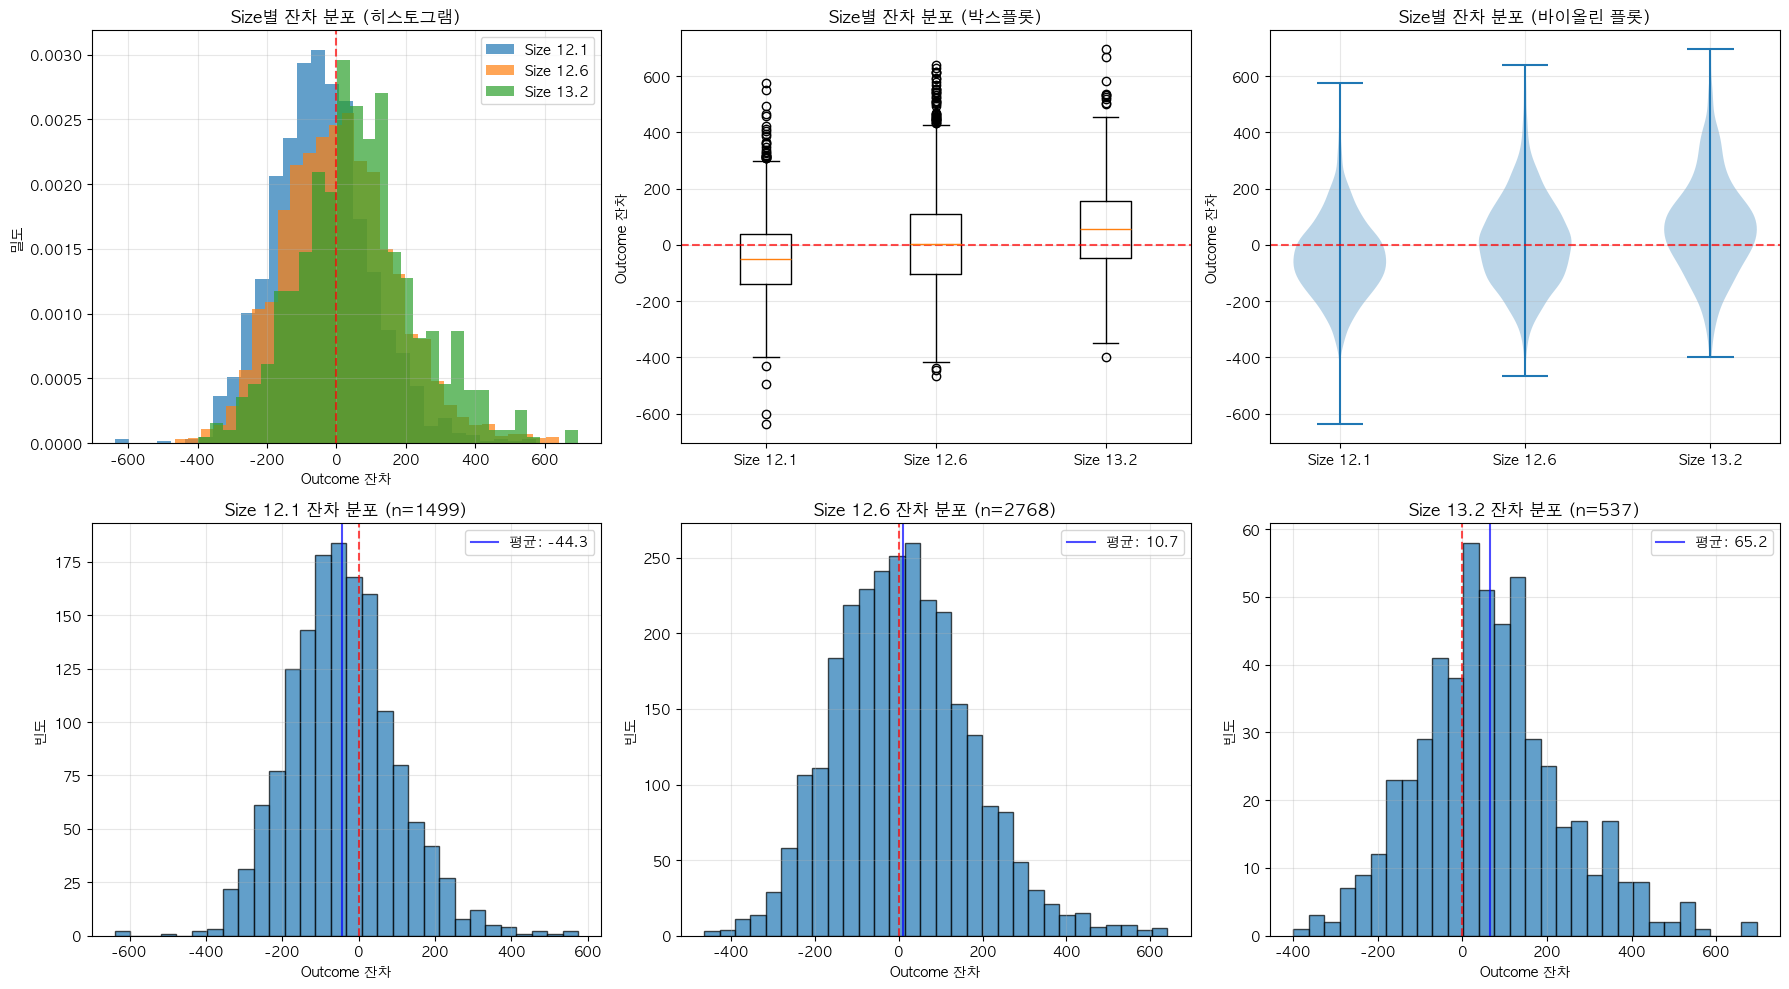 Size별 잔차 분포 (히스토그램)
0.0030
0.0025
0.0020
0.0015
0.0010
0.0005
0.0000
밀도
Size 12.1
Size 12.6
Size 13.2
-600 -400 -200 0 200 400 600
Outcome 잔차
Size별 잔차 분포 (박스플롯)
600
400
200
0
-200
-400
-600
Outcome 잔차
Size 12.1 Size 12.6 Size 13.2
Size별 잔차 분포 (바이올린 플롯)
600
400
200
0
-200
-400
-600
Outcome 잔차
Size 12.1 Size 12.6 Size 13.2
Size 12.1 잔차 분포 (n=1499)
175
150
125
100
75
50
25
0
빈도
평균: -44.3
-600 -400 -200 0 200 400 600
Outcome 잔차
Size 12.6 잔차 분포 (n=2768)
250
200
150
100
50
0
빈도
평균: 10.7
-400 -200 0 200 400 600
Outcome 잔차
Size 13.2 잔차 분포 (n=537)
60
50
40
30
20
10
0
빈도
평균: 65.2
-400 -200 0 200 400 600
Outcome 잔차